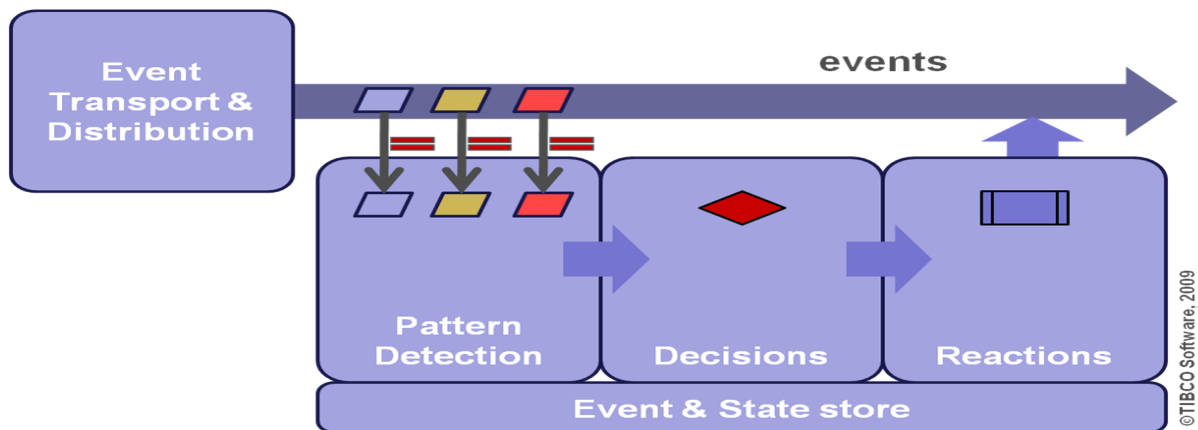 Event
Transport &
Distribution
events
Pattern
Detection
Decisions
Reactions
Event & State store
©TIBCO Software, 2009